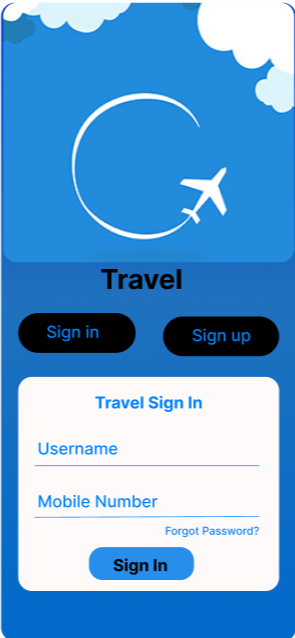 Travel
Sign in
Sign up
Travel Sign In
Username
Mobile Number
Forgot Password?
Sign In